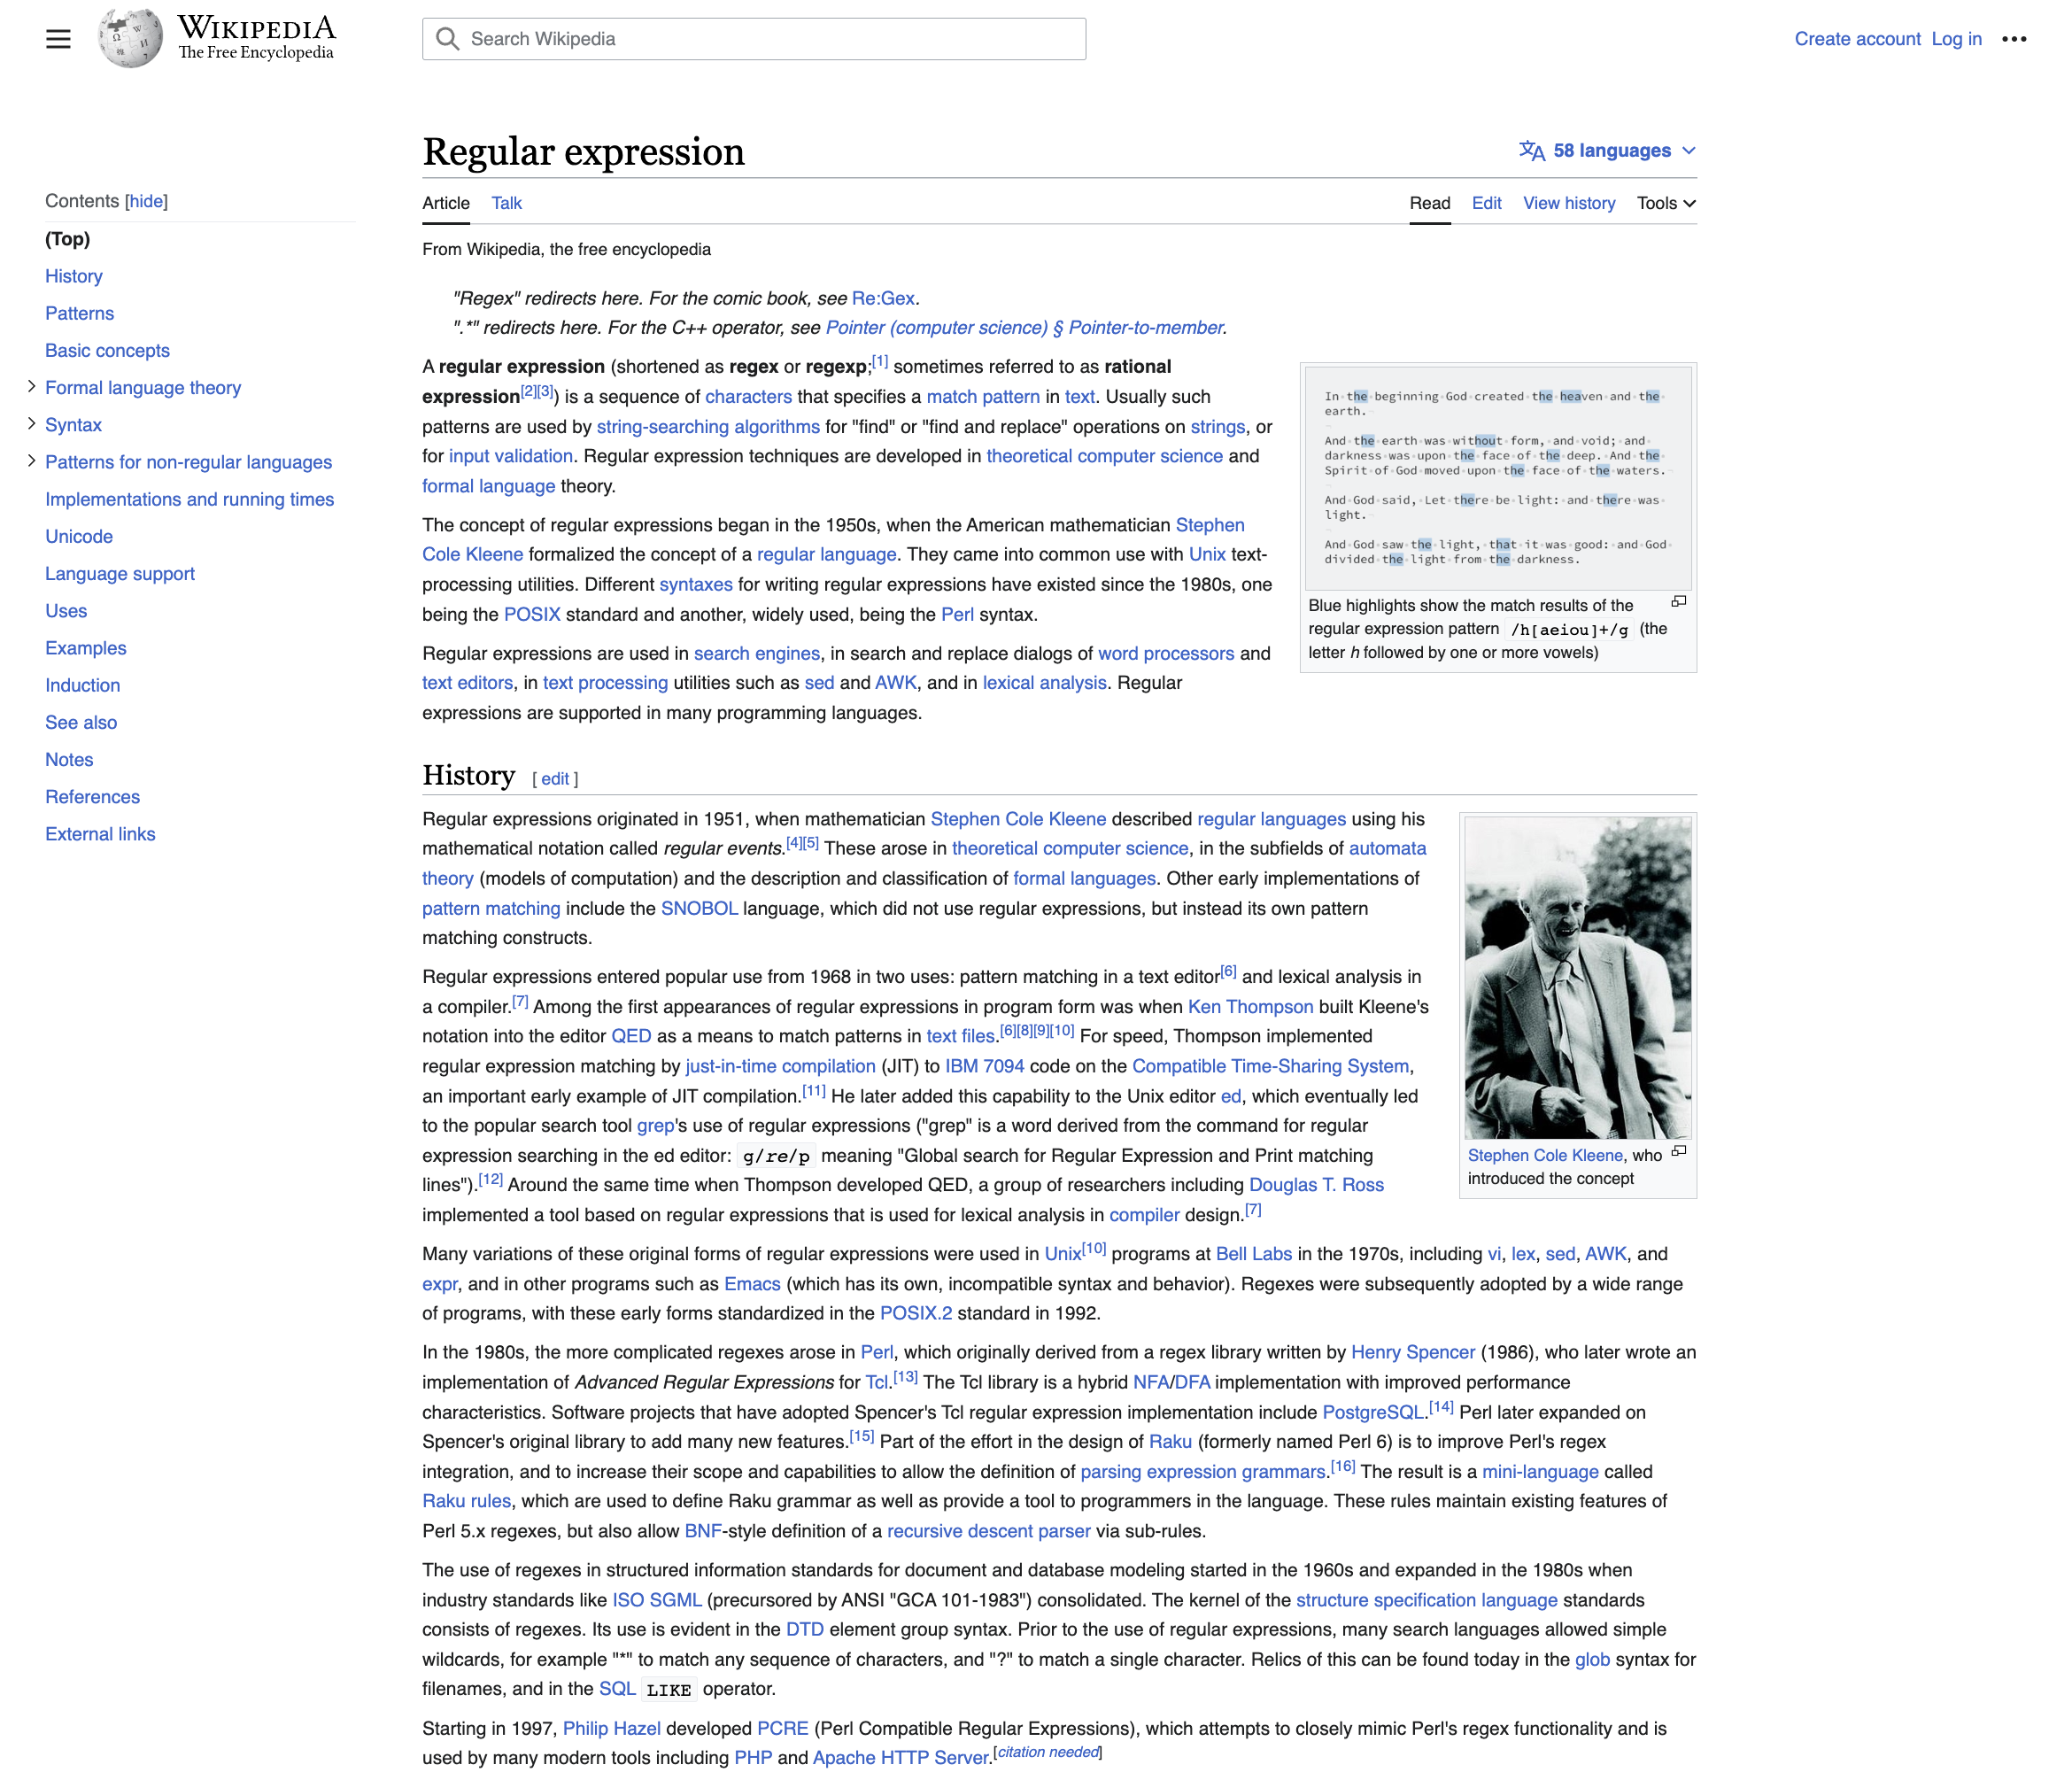 WIKIPEDIA
The Free Encyclopedia
Search Wikipedia
Create account Log in
Contents [hide]
(Top)
History
Patterns
Basic concepts
Formal language theory
Syntax
Patterns for non-regular languages
Implementations and running times
Unicode
Language support
Uses
Examples
Induction
See also
Notes
References
External links
Regular expression
58 languages
Article Talk
Read Edit View history Tools
From Wikipedia, the free encyclopedia
"Regex" redirects here. For the comic book, see Re:Gex.
".*" redirects here. For the C++ operator, see Pointer (computer science) § Pointer-to-member.
A regular expression (shortened as regex or regexp;[1] sometimes referred to as rational
expression[2][3]) is a sequence of characters that specifies a match pattern in text. Usually such
patterns are used by string-searching algorithms for "find" or "find and replace" operations on strings, or
for input validation. Regular expression techniques are developed in theoretical computer science and
formal language theory.
The concept of regular expressions began in the 1950s, when the American mathematician Stephen
Cole Kleene formalized the concept of a regular language. They came into common use with Unix text-
processing utilities. Different syntaxes for writing regular expressions have existed since the 1980s, one
being the POSIX standard and another, widely used, being the Perl syntax.
Regular expressions are used in search engines, in search and replace dialogs of word processors and
text editors, in text processing utilities such as sed and AWK, and in lexical analysis. Regular
expressions are supported in many programming languages.
In·the·beginning·God·created·the·heaven·and·the·
earth.¬
¬
And·the·earth·was·without·form,·and·void;·and·
darkness·was·upon·the·face·of·the·deep.·And·the·
Spirit·of·God·moved·upon·the·face·of·the·waters.¬
¬
And·God·said,·Let·there·be·light:·and·there·was·
light.¬
¬
And·God·saw·the·light,·that·it·was·good:·and·God·
divided·the·light·from·the·darkness.
Blue highlights show the match results of the
regular expression pattern /h[aeiou]+/g (the
letter h followed by one or more vowels)
History [ edit ]
Regular expressions originated in 1951, when mathematician Stephen Cole Kleene described regular languages using his
mathematical notation called regular events.[4][5] These arose in theoretical computer science, in the subfields of automata
theory (models of computation) and the description and classification of formal languages. Other early implementations of
pattern matching include the SNOBOL language, which did not use regular expressions, but instead its own pattern
matching constructs.
Regular expressions entered popular use from 1968 in two uses: pattern matching in a text editor[6] and lexical analysis in
a compiler.[7] Among the first appearances of regular expressions in program form was when Ken Thompson built Kleene's
notation into the editor QED as a means to match patterns in text files.[6][8][9][10] For speed, Thompson implemented
regular expression matching by just-in-time compilation (JIT) to IBM 7094 code on the Compatible Time-Sharing System,
an important early example of JIT compilation.[11] He later added this capability to the Unix editor ed, which eventually led
to the popular search tool grep's use of regular expressions ("grep" is a word derived from the command for regular
expression searching in the ed editor: g/re/p meaning "Global search for Regular Expression and Print matching
lines").[12] Around the same time when Thompson developed QED, a group of researchers including Douglas T. Ross
implemented a tool based on regular expressions that is used for lexical analysis in compiler design.[7]
Stephen Cole Kleene, who
introduced the concept
Many variations of these original forms of regular expressions were used in Unix[10] programs at Bell Labs in the 1970s, including vi, lex, sed, AWK, and
expr, and in other programs such as Emacs (which has its own, incompatible syntax and behavior). Regexes were subsequently adopted by a wide range
of programs, with these early forms standardized in the POSIX.2 standard in 1992.
In the 1980s, the more complicated regexes arose in Perl, which originally derived from a regex library written by Henry Spencer (1986), who later wrote an
implementation of Advanced Regular Expressions for Tcl.[13] The Tcl library is a hybrid NFA/DFA implementation with improved performance
characteristics. Software projects that have adopted Spencer's Tcl regular expression implementation include PostgreSQL.[14] Perl later expanded on
Spencer's original library to add many new features.[15] Part of the effort in the design of Raku (formerly named Perl 6) is to improve Perl's regex
integration, and to increase their scope and capabilities to allow the definition of parsing expression grammars.[16] The result is a mini-language called
Raku rules, which are used to define Raku grammar as well as provide a tool to programmers in the language. These rules maintain existing features of
Perl 5.x regexes, but also allow BNF-style definition of a recursive descent parser via sub-rules.
The use of regexes in structured information standards for document and database modeling started in the 1960s and expanded in the 1980s when
industry standards like ISO SGML (precursored by ANSI "GCA 101-1983") consolidated. The kernel of the structure specification language standards
consists of regexes. Its use is evident in the DTD element group syntax. Prior to the use of regular expressions, many search languages allowed simple
wildcards, for example "*" to match any sequence of characters, and "?" to match a single character. Relics of this can be found today in the glob syntax for
filenames, and in the SQL LIKE operator.
Starting in 1997, Philip Hazel developed PCRE (Perl Compatible Regular Expressions), which attempts to closely mimic Perl's regex functionality and is
used by many modern tools including PHP and Apache HTTP Server.[citation needed]